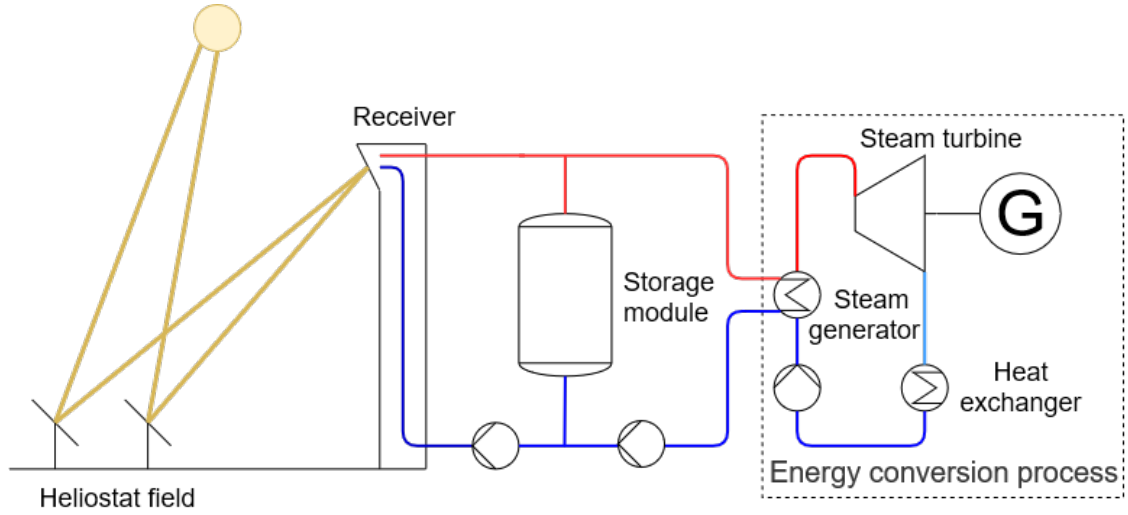 Receiver
Steam turbine
G
Storage
module
Steam
generator
Heat
exchanger
Energy conversion process
Heliostat field